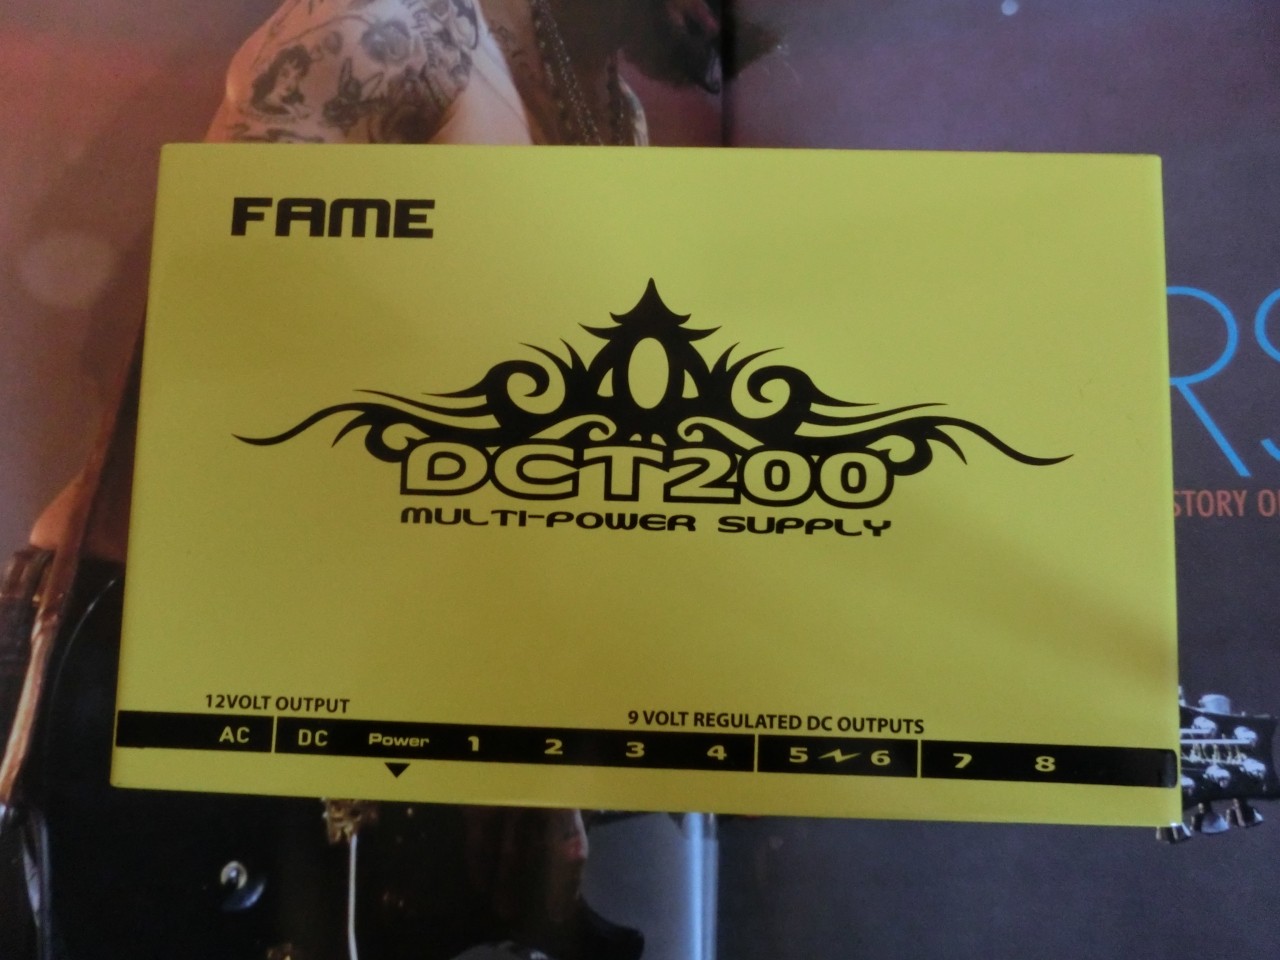 FAME
DCT200
MULTI-POWER SUPPLY
12VOLT OUTPUT
9 VOLT REGULATED DC OUTPUTS
AC DC Power 1 2 3 4 5 6 7 8
RS
STORY O